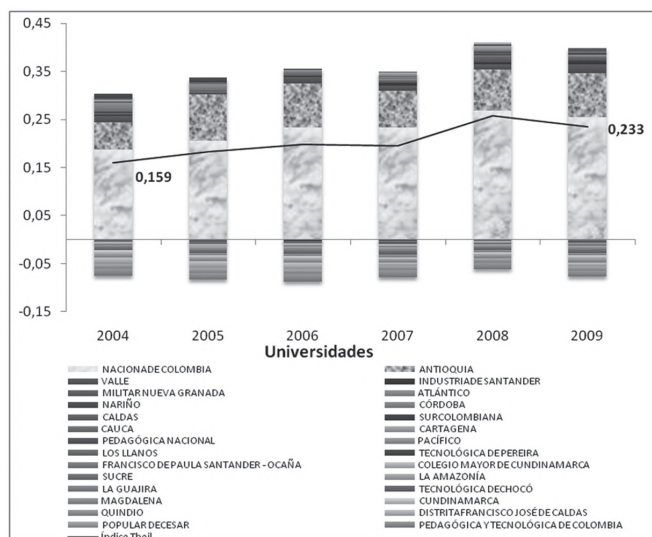 0,45
0,35
0,25
0,15
0,05
-0,05
-0,15
0,159
0,233
2004 2005 2006 2007 2008 2009
Universidades
NACIONADE COLOMBIA ANTIOQUIA
VALLE INDUSTRIADE SANTANDER
MILITAR NUEVA GRANADA ATLÁNTICO
NARIÑO CÓRDOBA
CALDAS SURCOLOMBIANA
CAUCA CARTAGENA
PEDAGÓGICA NACIONAL PACÍFICO
LOS LLANOS TECNOLÓGICA DE PEREIRA
FRANCISCO DE PAULA SANTANDER - OCAÑA COLEGIO MAYOR DE CUNDINAMARCA
SUCRE LA AMAZONÍA
LA GUAJIRA TECNOLÓGICA DECHOCÓ
MAGDALENA CUNDINAMARCA
QUINDIO DISTRITAFRANCISCO JOSÉ DE CALDAS
POPULAR DECESAR PEDAGÓGICA Y TECNOLÓGICA DE COLOMBIA
Índice Theil